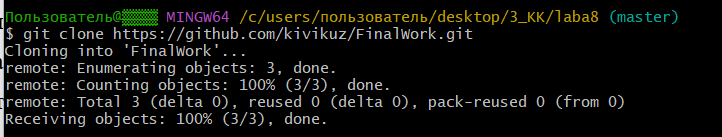 Пользователь@▒▒▒▒ MINGW64 /c/users/пользователь/desktop/3_KK/laba8 (master)
$ git clone https://github.com/kivikuz/FinalWork.git
Cloning into 'FinalWork'...
remote: Enumerating objects: 3, done.
remote: Counting objects: 100% (3/3), done.
remote: Total 3 (delta 0), reused 0 (delta 0), pack-reused 0 (from 0)
Receiving objects: 100% (3/3), done.